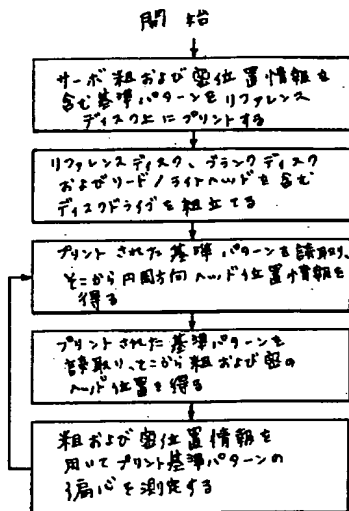 開始
サーボ粗および密位置情報を
含む基準パターンをリファレンス
ディスク上にプリントする
リファレンスディスク、ブランクディスク
およびリード/ライトヘッドを含む
ディスクドライブを組立てる
プリントされた基準パターンを読取り、
そこから円周方向ヘッド位置情報を
得る
プリントされた基準パターンを
読取り、そこから粗および密の
ヘッド位置を得る
粗および密位置情報を
用いてプリント基準パターンの
偏心を測定する